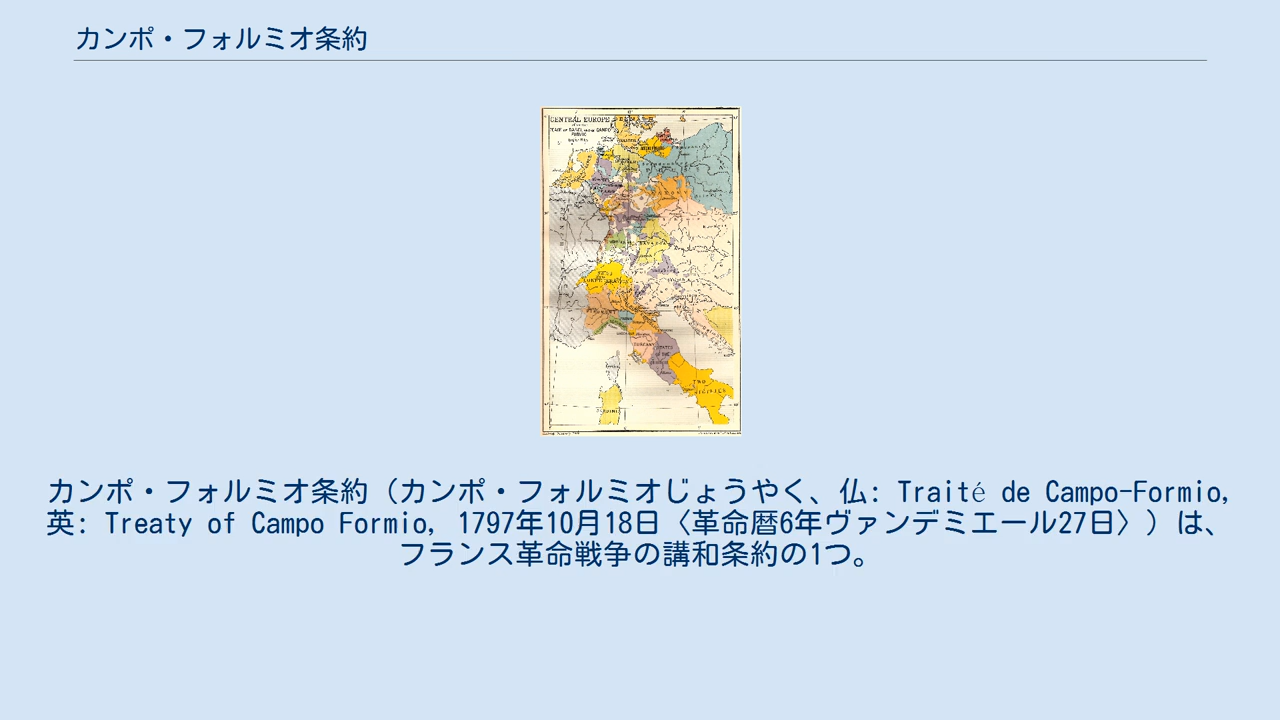 カンポ・フォルミオ条約
CENTRAL EUROPE
カンポ・フォルミオ条約（カンポ・フォルミオじょうやく、仏: Traité de Campo-Formio,
英: Treaty of Campo Formio, 1797年10月18日〈革命暦6年ヴァンデミエール27日〉）は、
フランス革命戦争の講和条約の1つ。